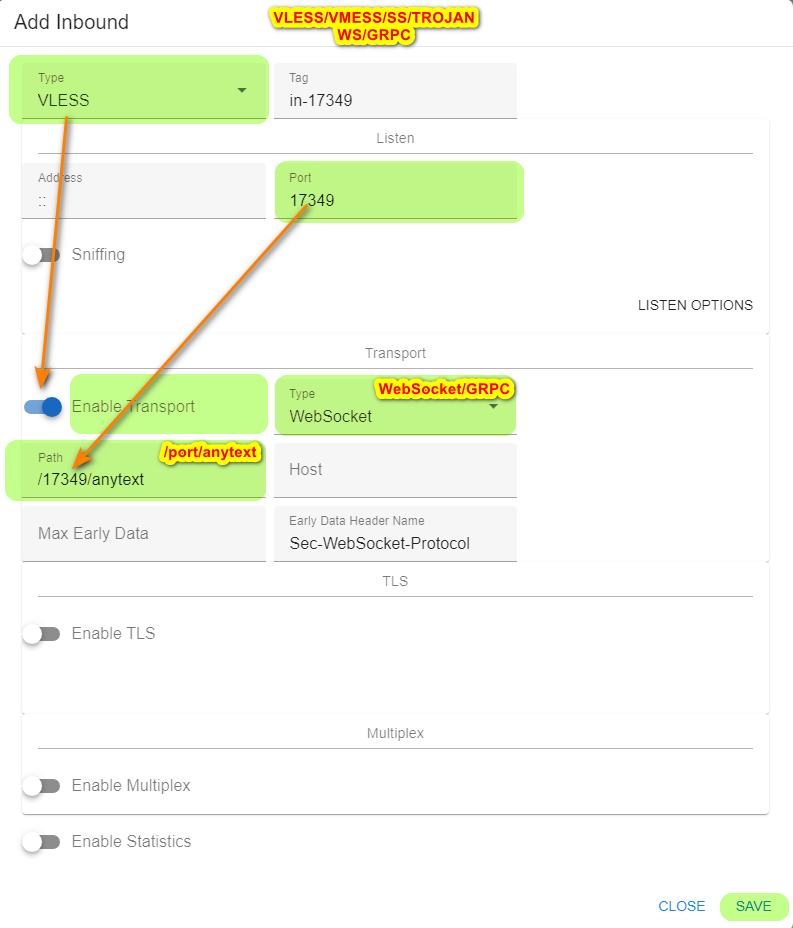 Add Inbound
VLESS/VMESS/SS/TROJAN
WS/GRPC
Type
VLESS
Tag
in-17349
Listen
Address
::
Port
17349
Sniffing
LISTEN OPTIONS
Transport
Enable Transport
Type
WebSocket
WebSocket/GRPC
Path
/17349/anytext
/port/anytext
Host
Max Early Data
Early Data Header Name
Sec-WebSocket-Protocol
TLS
Enable TLS
Multiplex
Enable Multiplex
Enable Statistics
CLOSE
SAVE